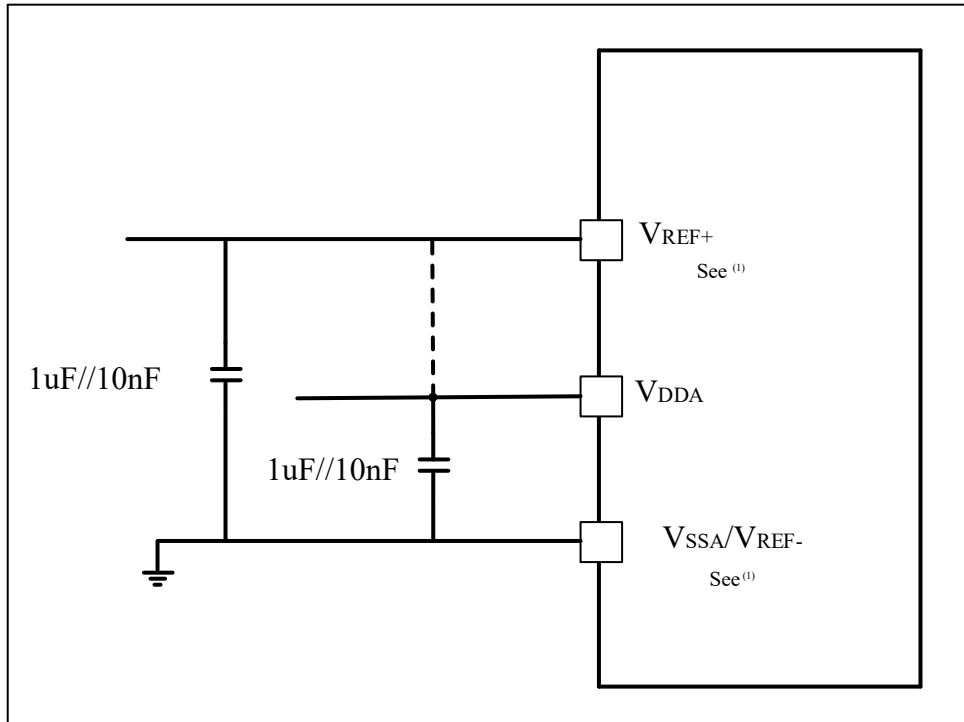 VREF+
See (1)
1uF//10nF
VDDA
1uF//10nF
VSSA/VREF-
See (1)